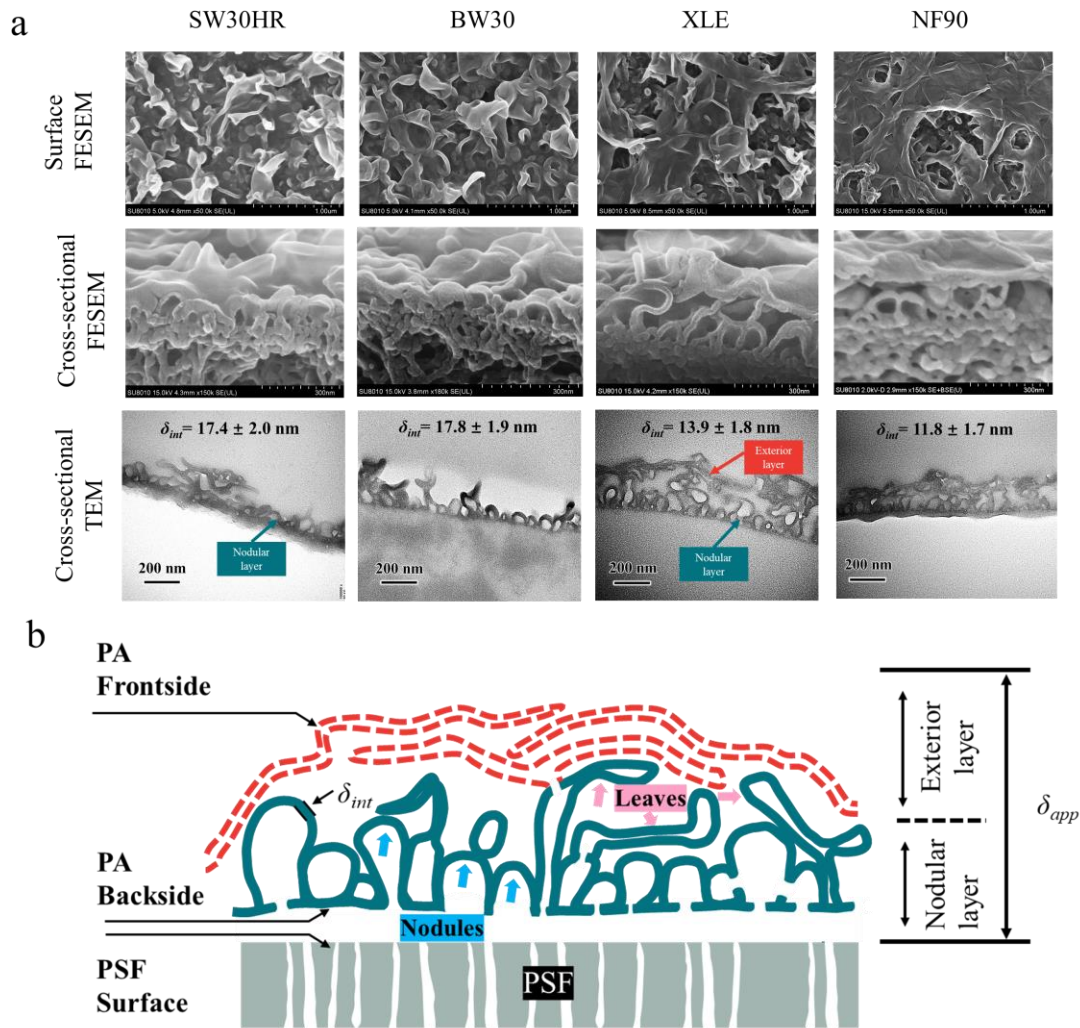 a
SW30HR
BW30
XLE
NF90
Surface
FESEM
SU8010 5.0kV 4.8mm x50.0k SE(UL)
1.00um
SU8010 5.0kV 4.1mm x50.0k SE(UL)
1.00um
SU8010 5.0kV 8.5mm x50.0k SE(UL)
1.00um
SU8010 15.0kV 5.5mm x50.0k SE(UL)
1.00um
Cross-sectional
FESEM
SU8010 15.0kV 4.3mm x150k SE(UL)
300nm
SU8010 15.0kV 3.8mm x180k SE(UL)
300nm
SU8010 15.0kV 4.2mm x150k SE(UL)
300nm
SU8010 2.0kV-D 2.9mm x150k SE+BSE(U)
300nm
Cross-sectional
TEM
δint= 17.4 ± 2.0 nm
Nodular
layer
200 nm
δint= 17.8 ± 1.9 nm
200 nm
δint= 13.9 ± 1.8 nm
Exterior
layer
Nodular
layer
200 nm
δint= 11.8 ± 1.7 nm
200 nm
b
PA
Frontside
δint
Leaves
Exterior
layer
δapp
PA
Backside
Nodules
Nodular
layer
PSF
Surface
PSF